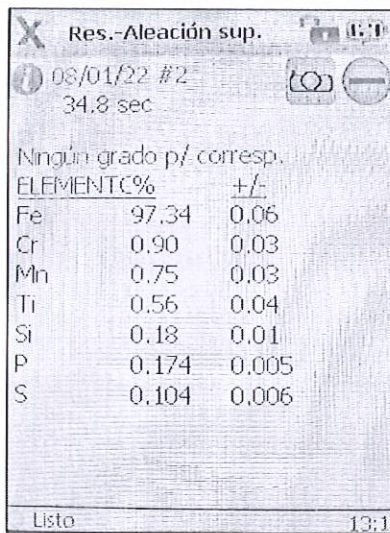 Res.-Aleación sup.
08/01/22 #2
34.8 sec
Ningún grado p/ corresp.
ELEMENTC% +/-
Fe 97.34 0.06
Cr 0.90 0.03
Mn 0.75 0.03
Ti 0.56 0.04
Si 0.18 0.01
P 0.174 0.005
S 0.104 0.006
Listo 13:1